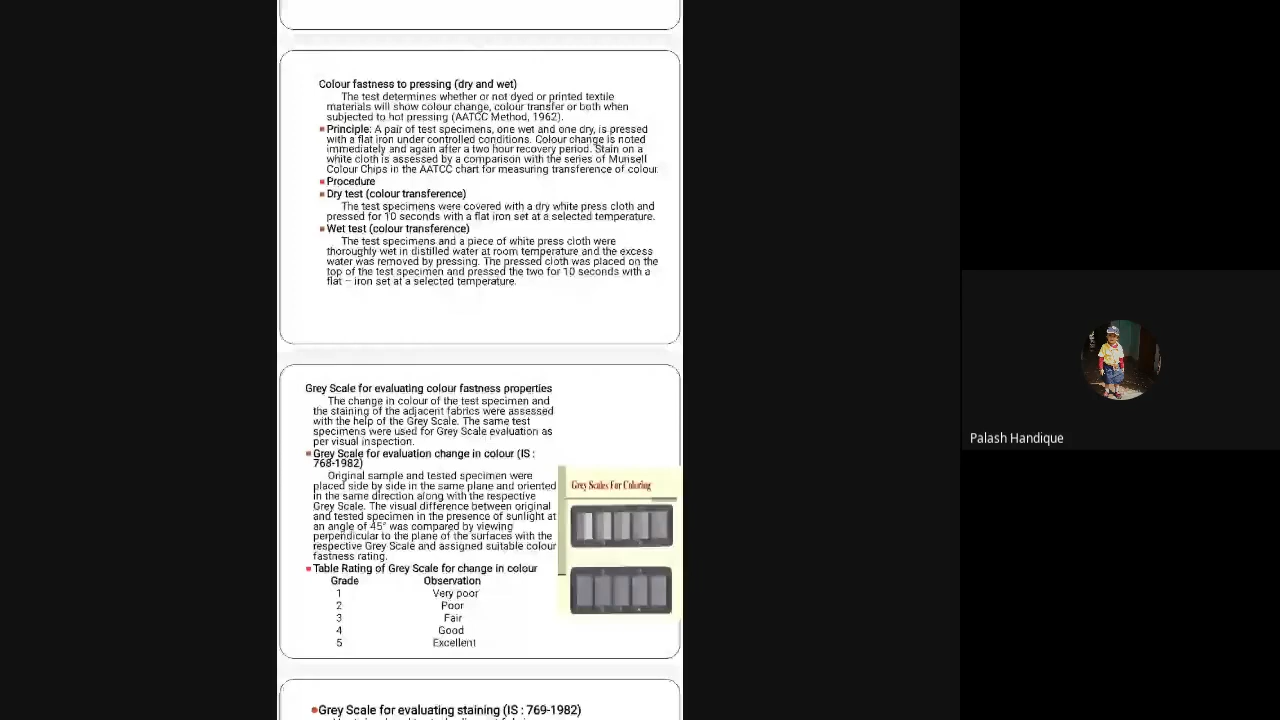 Colour fastness to pressing (dry and wet)
The test determines whether or not dyed or printed textile
materials will show colour change, colour transfer or both when
subjected to hot pressing (AATCC Method, 1962).
Principle: A pair of test specimens, one wet and one dry, is pressed
with a flat iron under controlled conditions. Colour change is noted
immediately and again after a two hour recovery period. Stain on a
white cloth is assessed by a comparison with the series of Munsell
Colour Chips in the AATCC chart for measuring transference of colour
Procedure
Dry test (colour transference)
The test specimens were covered with a dry white press cloth and
pressed for 10 seconds with a flat iron set at a selected temperature.
Wet test (colour transference)
The test specimens and a piece of white press cloth were
thoroughly wet in distilled water at room temperature and the excess
water was removed by pressing. The pressed cloth was placed on the
top of the test specimen and pressed the two for 10 seconds with a
flat – iron set at a selected temperature.
Grey Scale for evaluating colour fastness properties
The change in colour of the test specimen and
the staining of the adjacent fabrics were assessed
with the help of the Grey Scale. The same test
specimens were used for Grey Scale evaluation as
per visual inspection.
Grey Scale for evaluation change in colour (IS :
768-1982)
Original sample and tested specimen were
placed side by side in the same plane and oriented
in the same direction along with the respective
Grey Scale. The visual difference between original
and tested specimen in the presence of sunlight at
an angle of 45° was compared by viewing
perpendicular to the plane of the surfaces with the
respective Grey Scale and assigned suitable colour
fastness rating.
Table Rating of Grey Scale for change in colour
Grade Observation
1 Very poor
2 Poor
3 Fair
4 Good
5 Excellent
Grey Scales For Coloring
Grey Scale for evaluating staining (IS : 769-1982)
Palash Handique